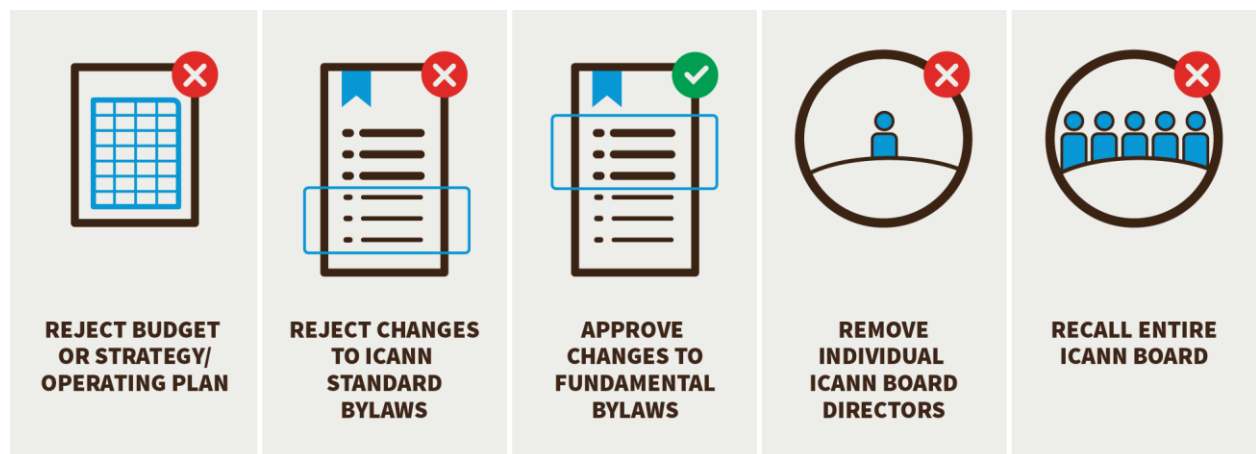 REJECT BUDGET
OR STRATEGY/
OPERATING PLAN
REJECT CHANGES
TO ICANN
STANDARD
BYLAWS
APPROVE
CHANGES TO
FUNDAMENTAL
BYLAWS
REMOVE
INDIVIDUAL
ICANN BOARD
DIRECTORS
RECALL ENTIRE
ICANN BOARD